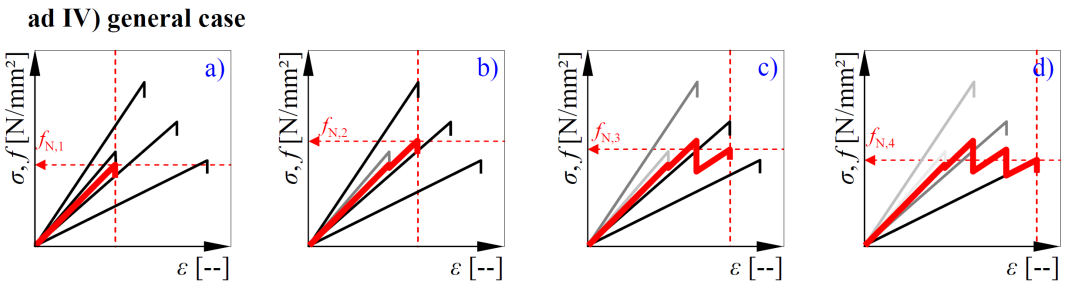 ad IV) general case
a)
σ, f [N/mm²]
f_N,1
ε [--]
b)
σ, f [N/mm²]
f_N,2
ε [--]
c)
σ, f [N/mm²]
f_N,3
ε [--]
d)
σ, f [N/mm²]
f_N,4
ε [--]